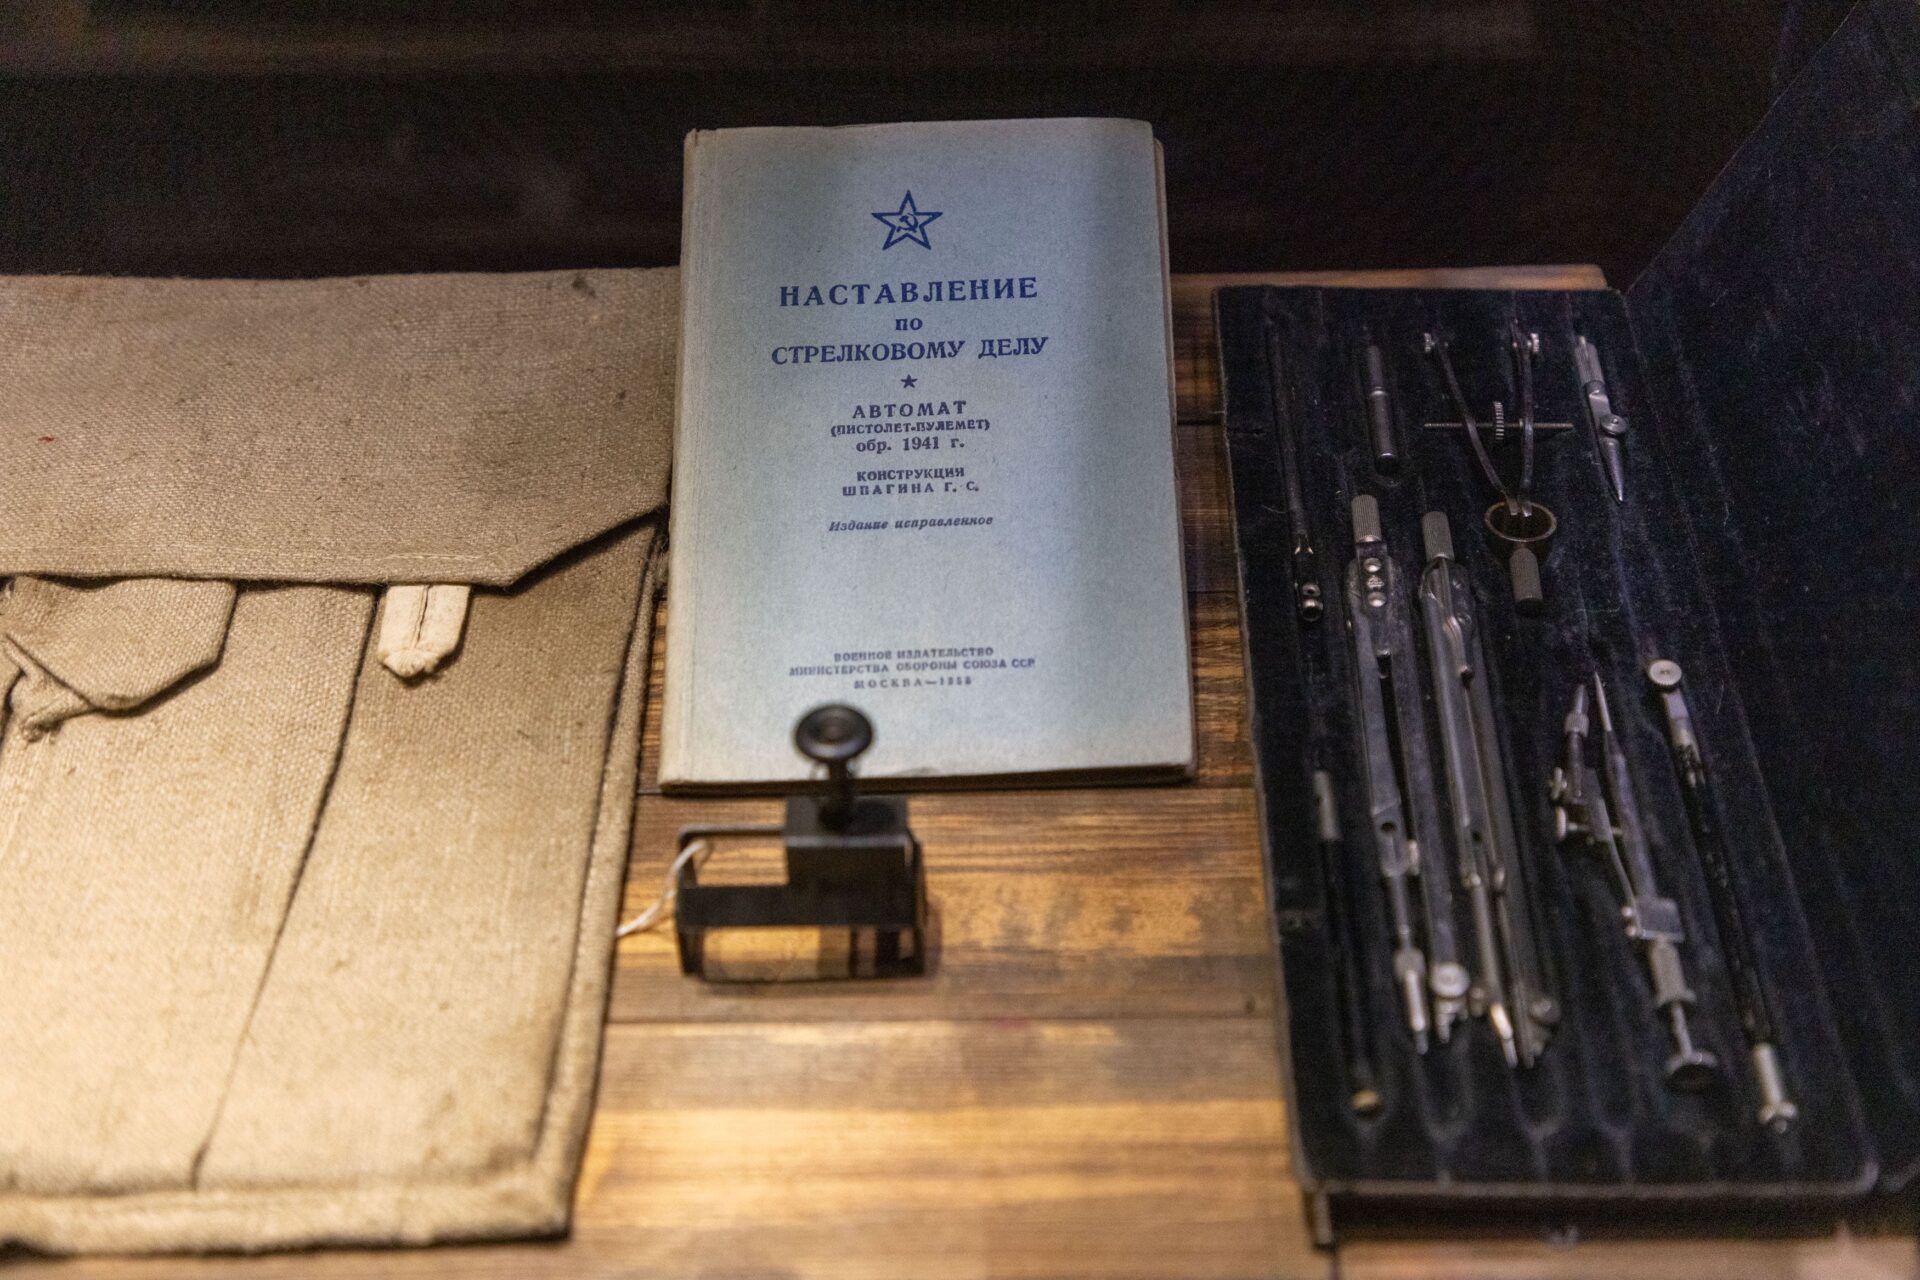 НАСТАВЛЕНИЕ
ПО
СТРЕЛКОВОМУ ДЕЛУ
АВТОМАТ
(ПИСТОЛЕТ-ПУЛЕМЕТ)
обр. 1941 г.
КОНСТРУКЦИЯ
ШПАГИНА Г. С.
Издание исправленное
ВОЕННОЕ ИЗДАТЕЛЬСТВО
МИНИСТЕРСТВА ОБОРОНЫ СОЮЗА ССР
МОСКВА—